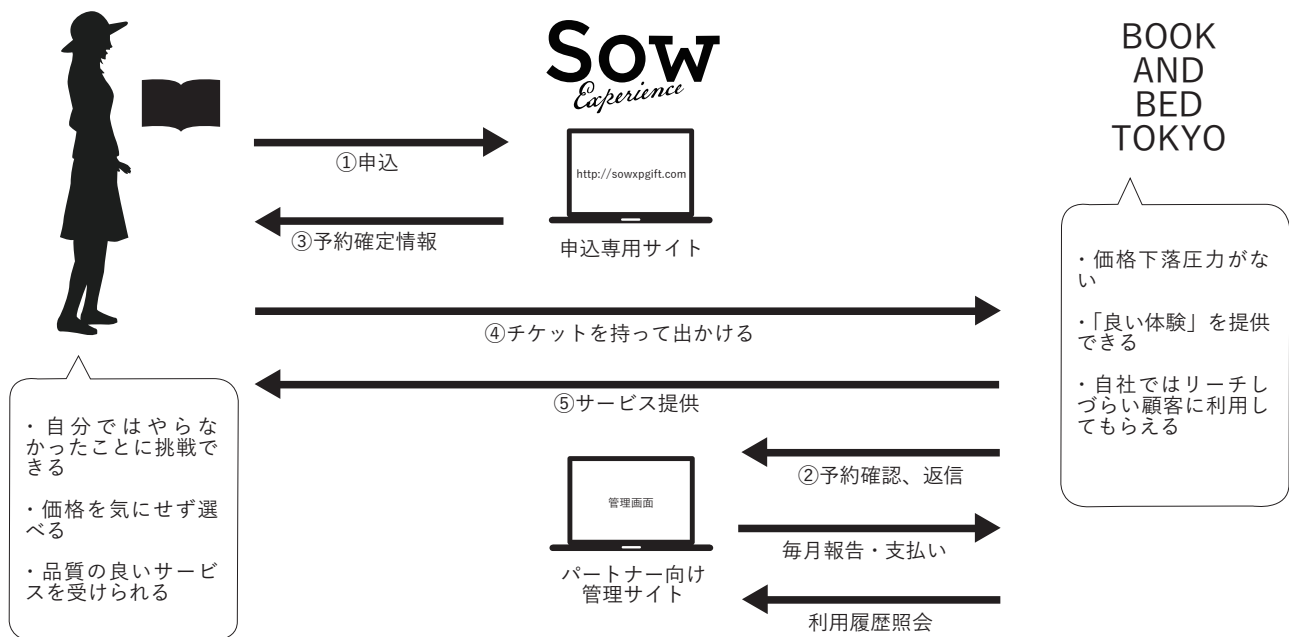 Sow
Experience
BOOK
AND
BED
TOKYO
①申込
http://sowxpgift.com
③予約確定情報
申込専用サイト
・価格下落圧力がな
い
・「良い体験」を提供
できる
・自社ではリーチし
づらい顧客に利用し
てもらえる
④チケットを持って出かける
⑤サービス提供
・自分ではやらな
かったことに挑戦で
きる
・価格を気にせず選
べる
・品質の良いサービ
スを受けられる
②予約確認、返信
管理画面
毎月報告・支払い
パートナー向け
管理サイト
利用履歴照会